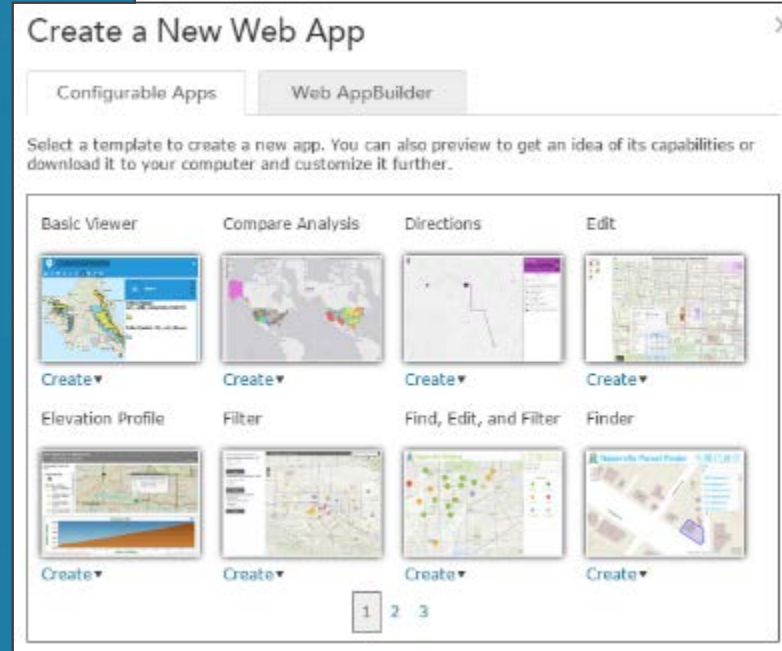 Create a New Web App
Configurable Apps
Web AppBuilder
Select a template to create a new app. You can also preview to get an idea of its capabilities or
download it to your computer and customize it further.
Basic Viewer
Compare Analysis
Directions
Edit
Create▾
Create▾
Create▾
Create▾
Elevation Profile
Filter
Find, Edit, and Filter
Finder
Create▾
Create▾
Create▾
Create▾
1 2 3